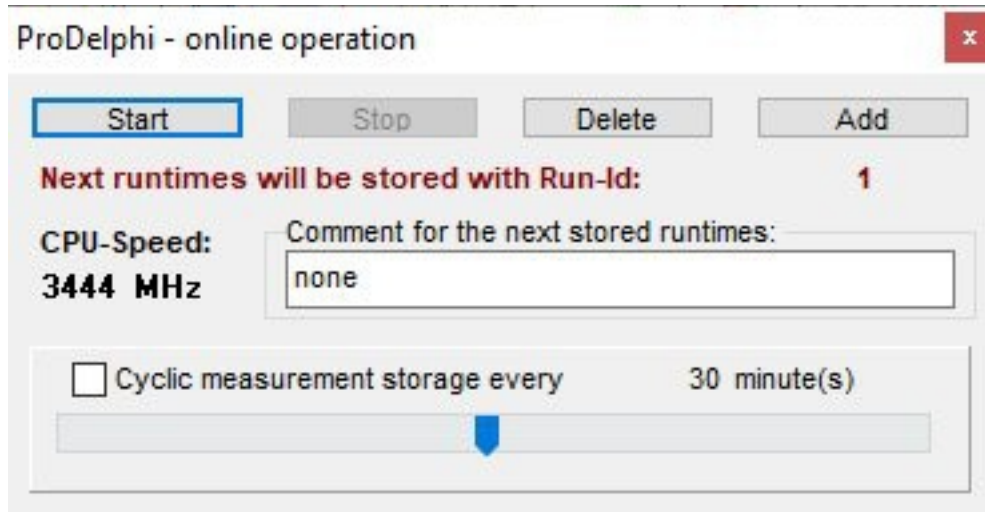 ProDelphi - online operation
x
Start Stop Delete Add
Next runtimes will be stored with Run-Id: 1
CPU-Speed:
3444 MHz
Comment for the next stored runtimes:
none
Cyclic measurement storage every 30 minute(s)